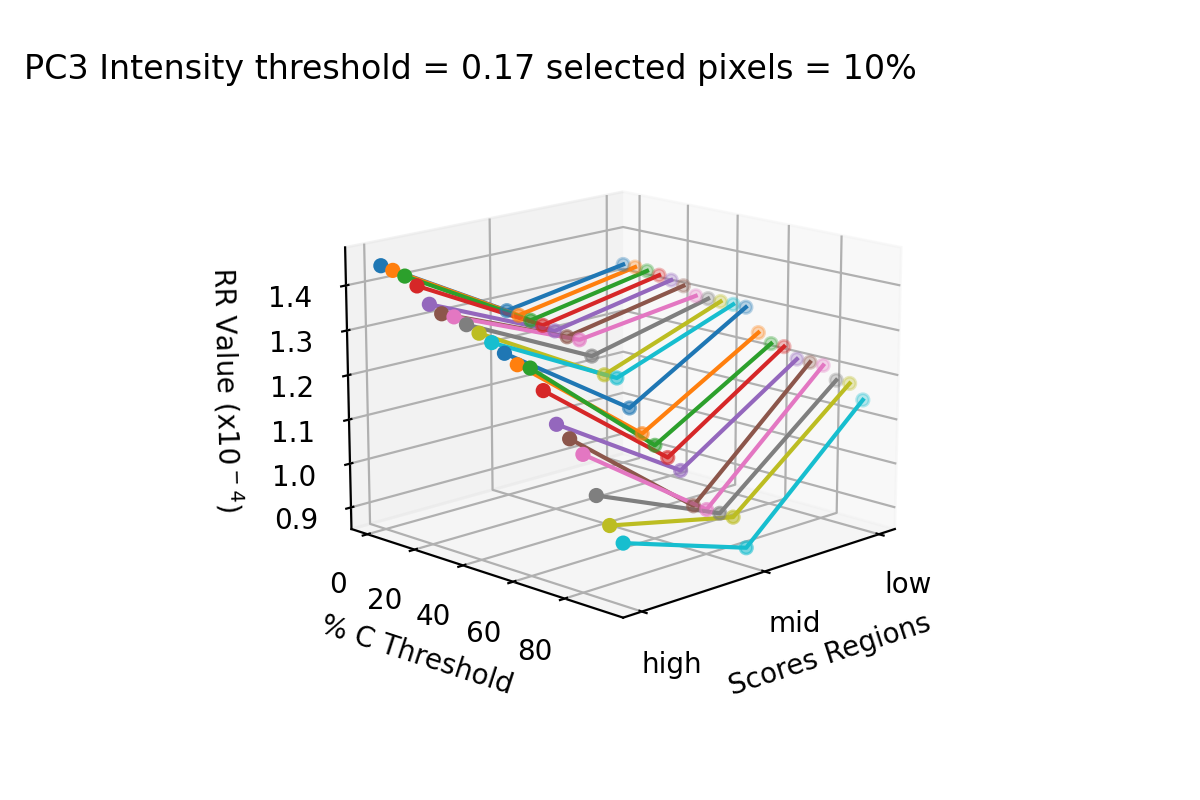 PC3 Intensity threshold = 0.17 selected pixels = 10%
RR Value (x10⁻⁴)
1.4
1.3
1.2
1.1
1.0
0.9
0
20
40
60
80
% C Threshold
high
mid
low
Scores Regions